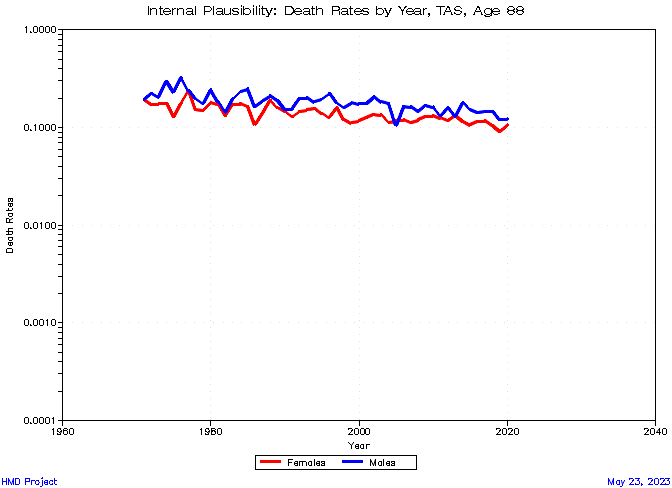 Internal Plausibility: Death Rates by Year, TAS, Age 88
1.0000
0.1000
0.0100
0.0010
0.0001
Death Rates
1960
1980
2000
2020
2040
Year
Females
Males
HMD Project
May 23, 2023